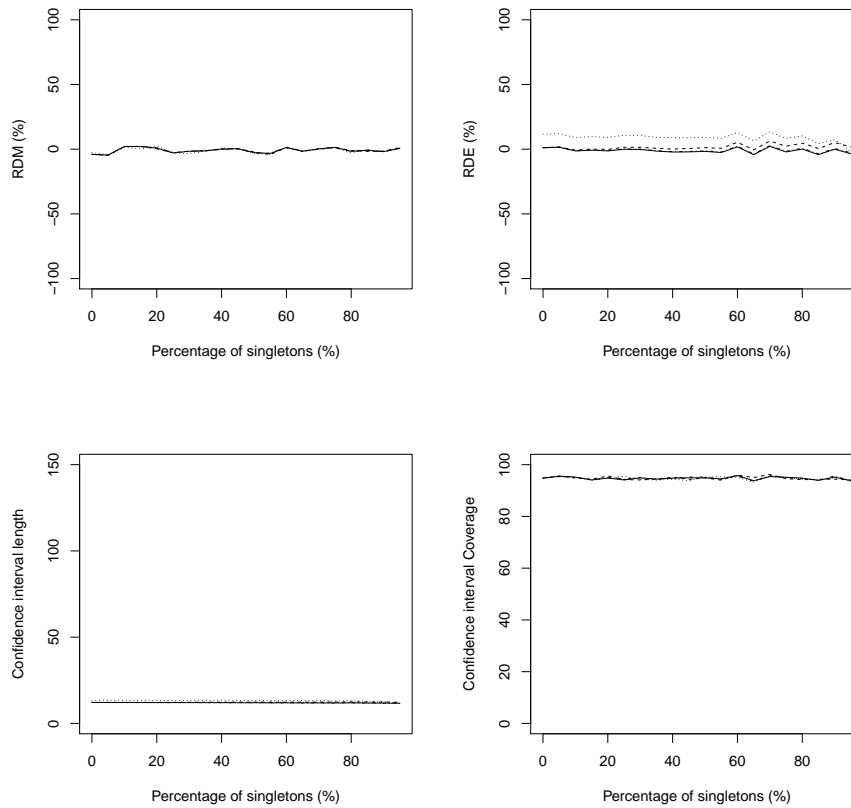 100
50
0
−50
−100
RDM (%)
0 20 40 60 80
Percentage of singletons (%)
100
50
0
−50
−100
RDE (%)
0 20 40 60 80
Percentage of singletons (%)
150
100
50
0
Confidence interval length
0 20 40 60 80
Percentage of singletons (%)
100
80
60
40
20
0
Confidence interval Coverage
0 20 40 60 80
Percentage of singletons (%)